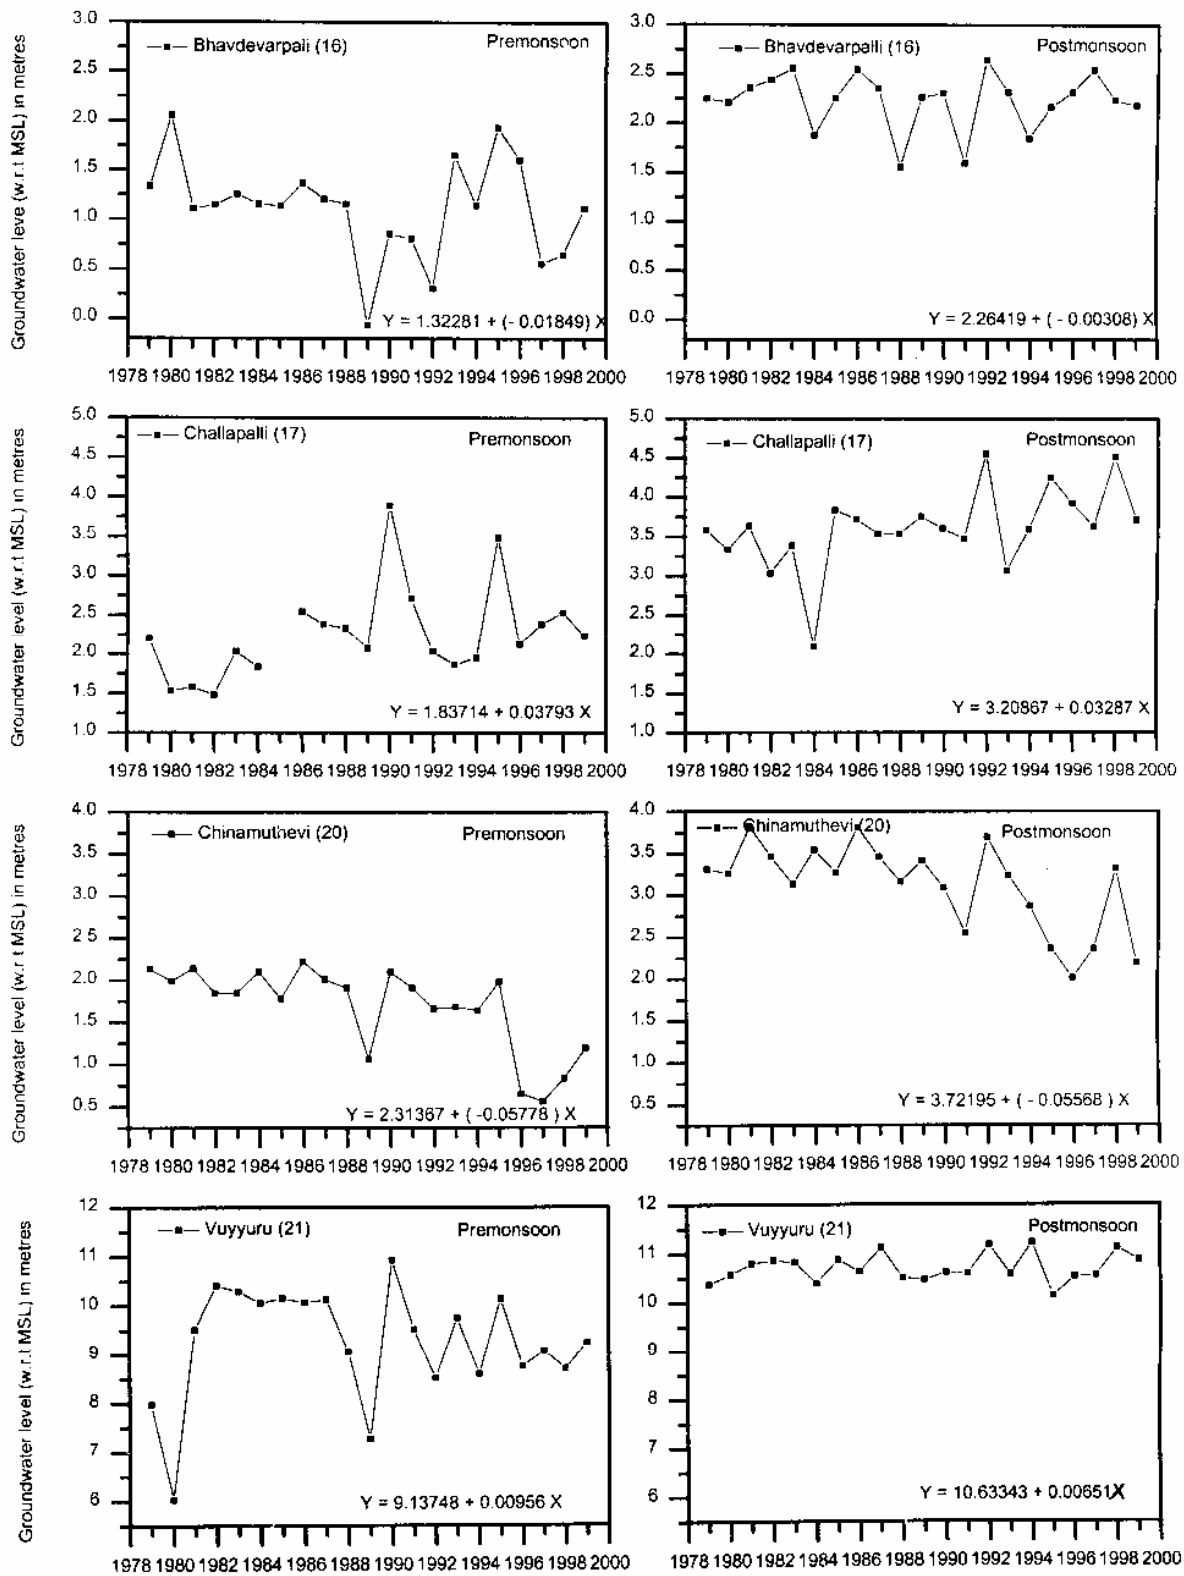 Groundwater leve (w.r.t MSL) in metres
3.0
2.5
2.0
1.5
1.0
0.5
0.0
Bhavdevarpali (16)
Premonsoon
Y = 1.32281 + (- 0.01849) X
1978 1980 1982 1984 1986 1988 1990 1992 1994 1996 1998 2000
3.0
2.5
2.0
1.5
1.0
0.5
0.0
Bhavdevarpalli (16)
Postmonsoon
Y = 2.26419 + ( - 0.00308) X
1978 1980 1982 1984 1986 1988 1990 1992 1994 1996 1998 2000
Groundwater level (w.r.t MSL) in metres
5.0
4.5
4.0
3.5
3.0
2.5
2.0
1.5
1.0
Challapalli (17)
Premonsoon
Y = 1.83714 + 0.03793 X
1978 1980 1982 1984 1986 1988 1990 1992 1994 1996 1998 2000
5.0
4.5
4.0
3.5
3.0
2.5
2.0
1.5
1.0
Challapalli (17)
Postmonsoon
Y = 3.20867 + 0.03287 X
1978 1980 1982 1984 1986 1988 1990 1992 1994 1996 1998 2000
Groundwater level (w.r.t MSL) in metres
4.0
3.5
3.0
2.5
2.0
1.5
1.0
0.5
Chinamuthevi (20)
Premonsoon
Y = 2.31367 + ( -0.05778 ) X
1978 1980 1982 1984 1986 1988 1990 1992 1994 1996 1998 2000
4.0
3.5
3.0
2.5
2.0
1.5
1.0
0.5
Chinamuthevi (20)
Postmonsoon
Y = 3.72195 + ( - 0.05568 ) X
1978 1980 1982 1984 1986 1988 1990 1992 1994 1996 1998 2000
Groundwater level (w.r.t MSL) in metres
12
11
10
9
8
7
6
Vuyyuru (21)
Premonsoon
Y = 9.13748 + 0.00956 X
1978 1980 1982 1984 1986 1988 1990 1992 1994 1996 1998 2000
12
11
10
9
8
7
6
Vuyyuru (21)
Postmonsoon
Y = 10.63343 + 0.00651X
1978 1980 1982 1984 1986 1988 1990 1992 1994 1996 1998 2000